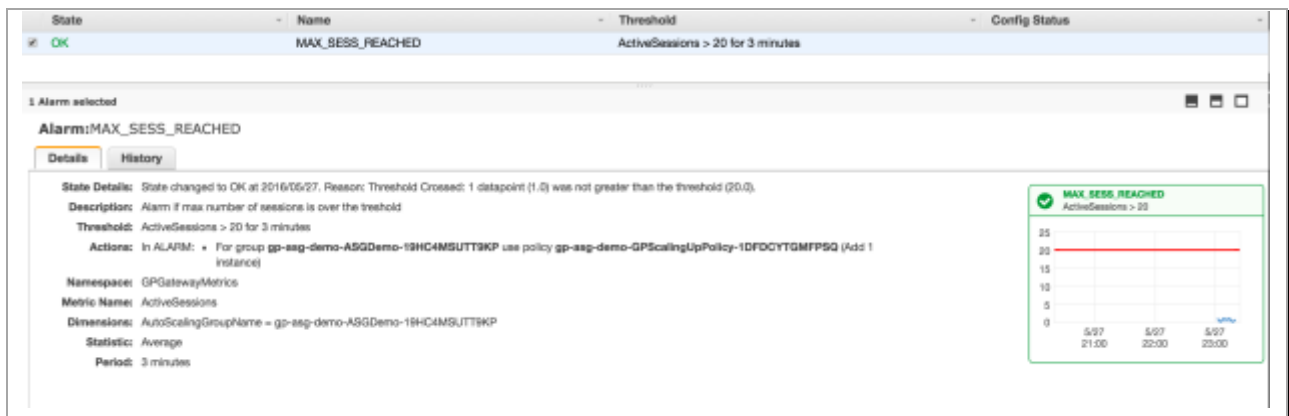 State Name Threshold Config Status
OK MAX_SESS_REACHED ActiveSessions > 20 for 3 minutes
1 Alarm selected
Alarm:MAX_SESS_REACHED
Details History
State Details: State changed to OK at 2016/05/27. Reason: Threshold Crossed: 1 datapoint (1.0) was not greater than the threshold (20.0).
Description: Alarm if max number of sessions is over the treshold
Threshold: ActiveSessions > 20 for 3 minutes
Actions: In ALARM: • For group gp-asg-demo-ASGDemo-19HC4MSUTT9KP use policy gp-asg-demo-GPScalingUpPolicy-1DFDCYTGMFPSQ (Add 1
instance)
Namespace: GPGatewayMetrics
Metric Name: ActiveSessions
Dimensions: AutoScalingGroupName = gp-asg-demo-ASGDemo-19HC4MSUTT9KP
Statistic: Average
Period: 3 minutes
MAX_SESS_REACHED
ActiveSessions > 20
25
20
15
10
5
0
5/27 5/27 5/27
21:00 22:00 23:00